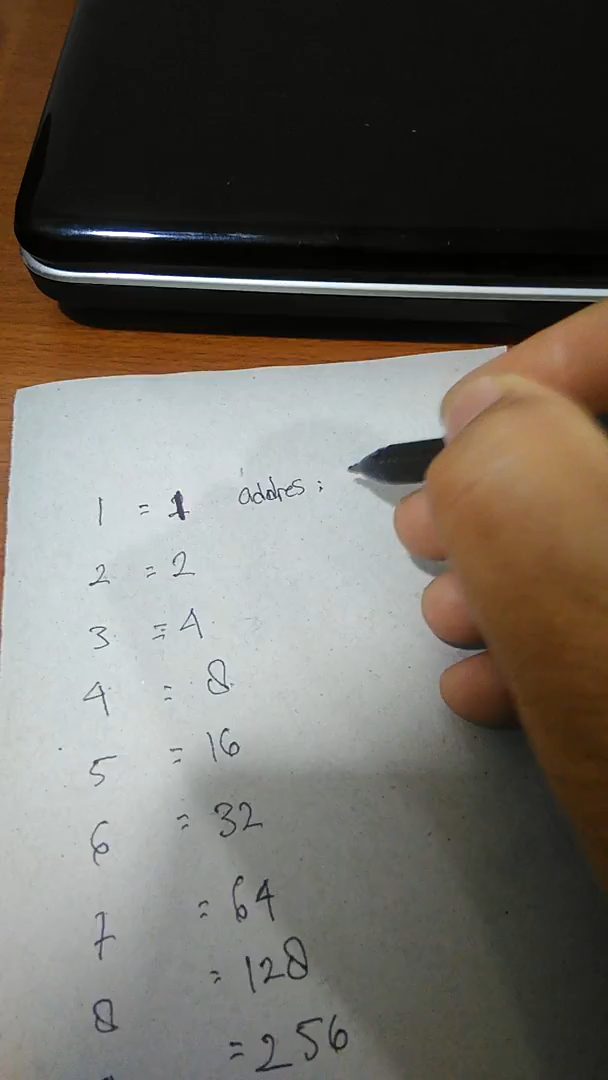 1 = 1 addres :
2 = 2
3 = 4
4 = 8
5 = 16
6 = 32
7 = 64
8 = 128
= 256